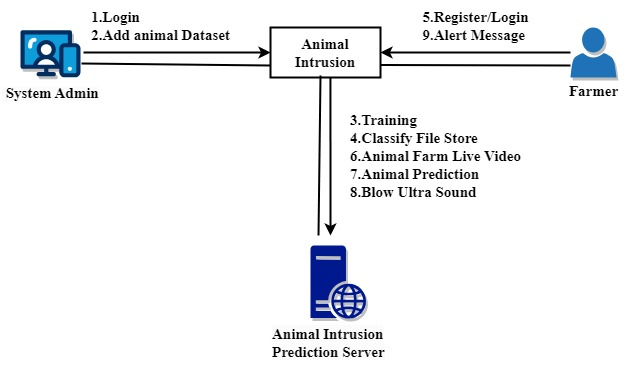 1.Login
2.Add animal Dataset
System Admin
Animal
Intrusion
5.Register/Login
9.Alert Message
Farmer
3.Training
4.Classify File Store
6.Animal Farm Live Video
7.Animal Prediction
8.Blow Ultra Sound
Animal Intrusion
Prediction Server